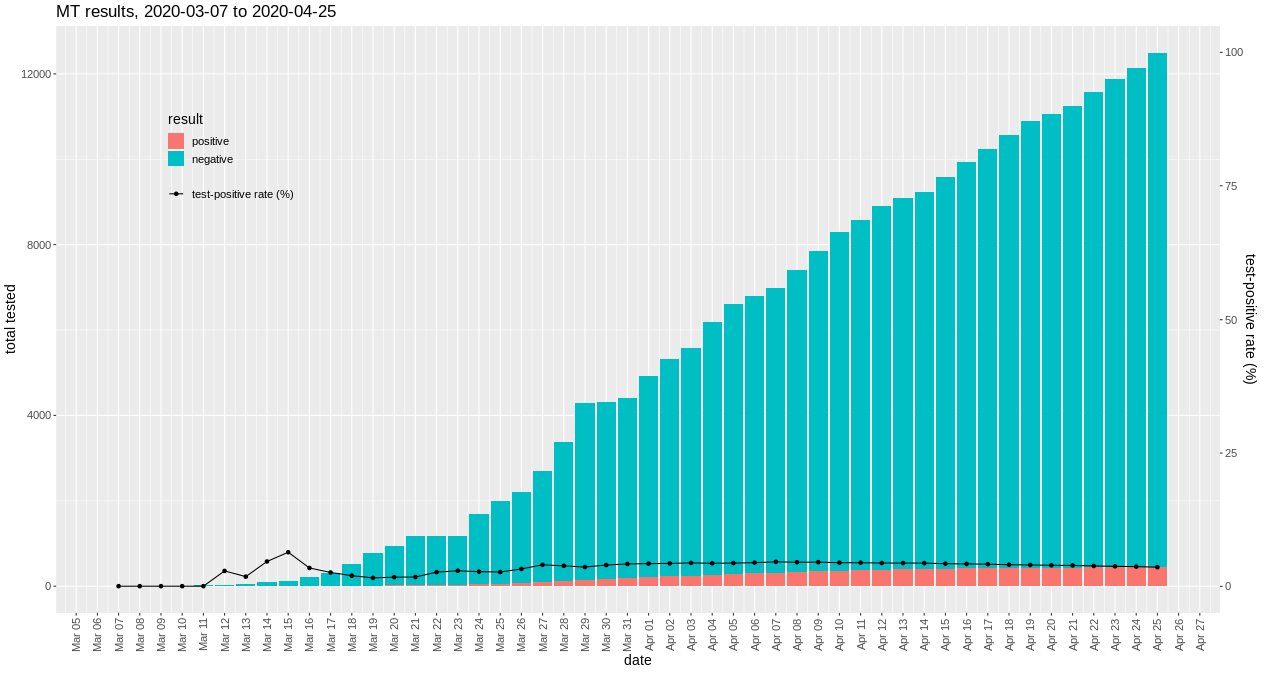 MT results, 2020-03-07 to 2020-04-25
12000
8000
4000
0
total tested
result
positive
negative
test-positive rate (%)
100
75
50
25
0
test-positive rate (%)
Mar 05
Mar 06
Mar 07
Mar 08
Mar 09
Mar 10
Mar 11
Mar 12
Mar 13
Mar 14
Mar 15
Mar 16
Mar 17
Mar 18
Mar 19
Mar 20
Mar 21
Mar 22
Mar 23
Mar 24
Mar 25
Mar 26
Mar 27
Mar 28
Mar 29
Mar 30
Mar 31
Apr 01
Apr 02
Apr 03
Apr 04
Apr 05
Apr 06
Apr 07
Apr 08
Apr 09
Apr 10
Apr 11
Apr 12
Apr 13
Apr 14
Apr 15
Apr 16
Apr 17
Apr 18
Apr 19
Apr 20
Apr 21
Apr 22
Apr 23
Apr 24
Apr 25
Apr 26
Apr 27
date